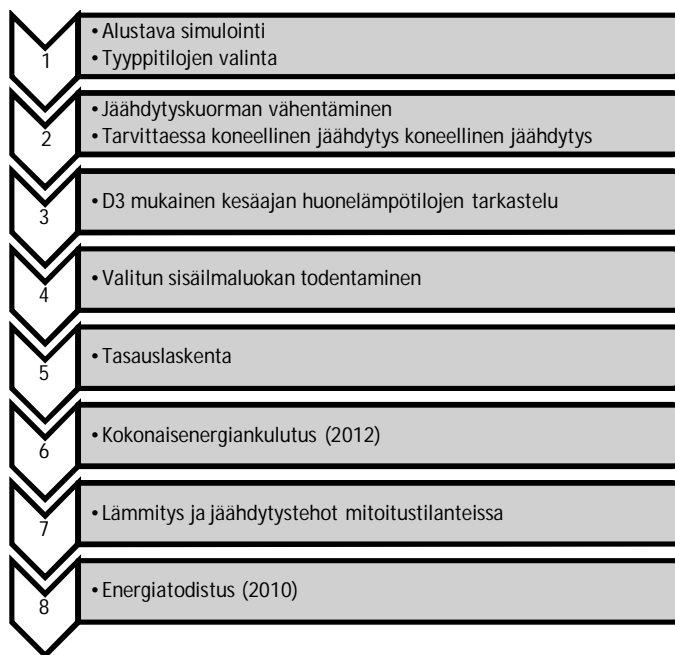 1
• Alustava simulointi
• Tyyppitilojen valinta
2
• Jäähdytyskuorman vähentäminen
• Tarvittaessa koneellinen jäähdytys koneellinen jäähdytys
3
• D3 mukainen kesäajan huonelämpötilojen tarkastelu
4
• Valitun sisäilmaluokan todentaminen
5
• Tasauslaskenta
6
• Kokonaisenergiankulutus (2012)
7
• Lämmitys ja jäähdytystehot mitoitustilanteissa
8
• Energiatodistus (2010)